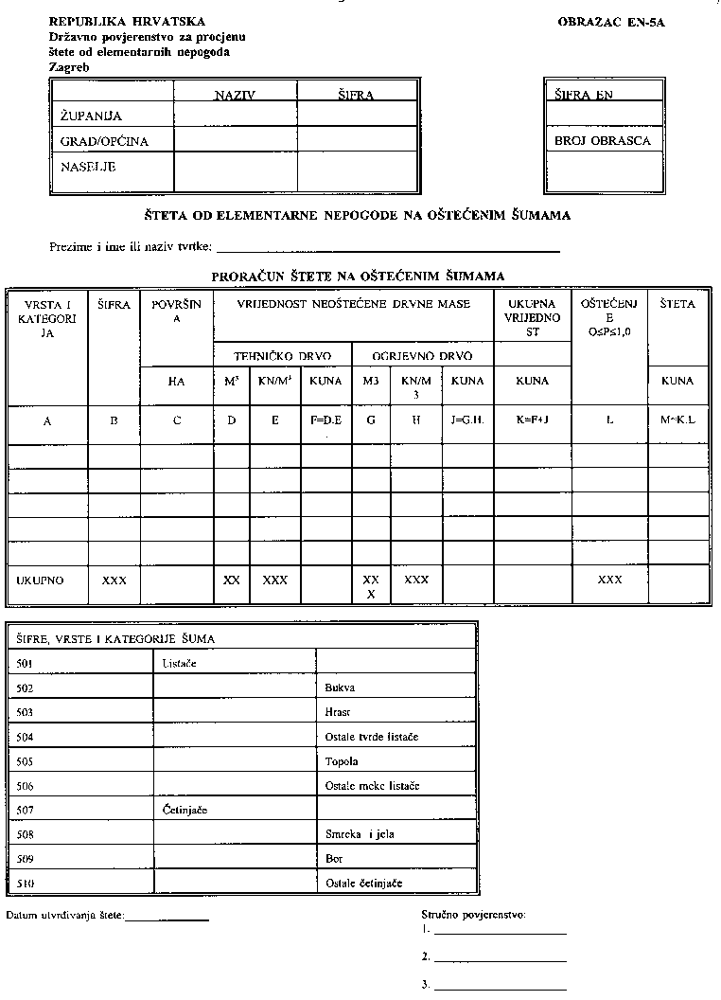 REPUBLIKA HRVATSKA
OBRAZAC EN-5A
Državno povjerenstvo za procjenu
štete od elementarnih nepogoda
Zagreb
NAZIV ŠIFRA
ŽUPANIJA
GRAD/OPĆINA
NASELJE
ŠIFRA EN
BROJ OBRASCA
ŠTETA OD ELEMENTARNE NEPOGODE NA OŠTEĆENIM ŠUMAMA
Prezime i ime ili naziv tvrtke:
PRORAČUN ŠTETE NA OŠTEĆENIM ŠUMAMA
VRSTA I
KATEGORI
JA
ŠIFRA
POVRŠIN
A
VRIJEDNOST NEOŠTEĆENE DRVNE MASE
UKUPNA
VRIJEDNO
ST
OŠTEĆENJ
E
O≤P≤1,0
ŠTETA
TEHNIČKO DRVO OGRJEVNO DRVO
HA M³ KN/M³ KUNA M3 KN/M
3
KUNA KUNA KUNA
A B C D E F=D.E G H J=G.H. K=F+J L M=K.L
UKUPNO XXX XX XXX XX
X
XXX XXX
ŠIFRE, VRSTE I KATEGORIJE ŠUMA
501 Listače
502 Bukva
503 Hrast
504 Ostale tvrde listače
505 Topola
506 Ostale meke listače
507 Četinjače
508 Smreka i jela
509 Bor
510 Ostale četinjače
Datum utvrđivanja štete:
Stručno povjerenstvo:
1.
2.
3.